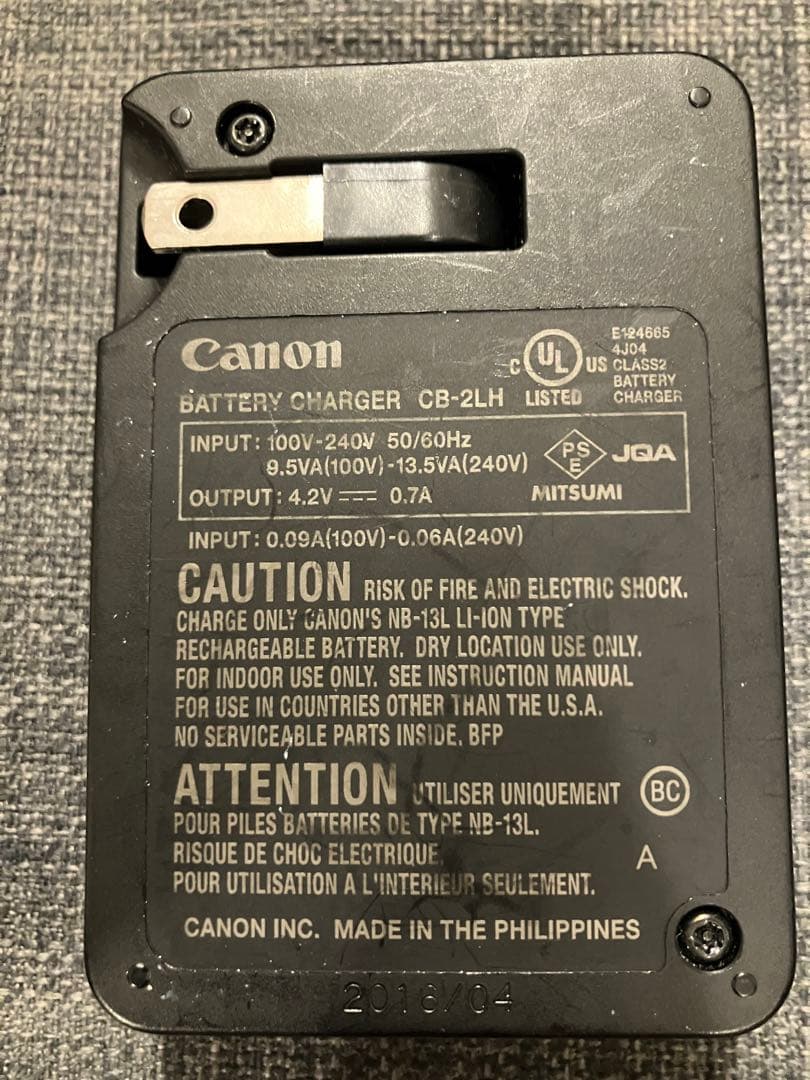 Canon
BATTERY CHARGER CB-2LH
C UL US
LISTED
E124665
4J04
CLASS2
BATTERY
CHARGER
INPUT: 100V-240V 50/60Hz
9.5VA(100V)-13.5VA(240V)
OUTPUT: 4.2V ⎓ 0.7A
PSE JQA
MITSUMI
INPUT: 0.09A(100V)-0.06A(240V)
CAUTION RISK OF FIRE AND ELECTRIC SHOCK.
CHARGE ONLY CANON'S NB-13L LI-ION TYPE
RECHARGEABLE BATTERY. DRY LOCATION USE ONLY.
FOR INDOOR USE ONLY. SEE INSTRUCTION MANUAL
FOR USE IN COUNTRIES OTHER THAN THE U.S.A.
NO SERVICEABLE PARTS INSIDE. BFP
ATTENTION UTILISER UNIQUEMENT BC
POUR PILES BATTERIES DE TYPE NB-13L.
RISQUE DE CHOC ELECTRIQUE.
A
POUR UTILISATION A L'INTERIEUR SEULEMENT.
CANON INC. MADE IN THE PHILIPPINES